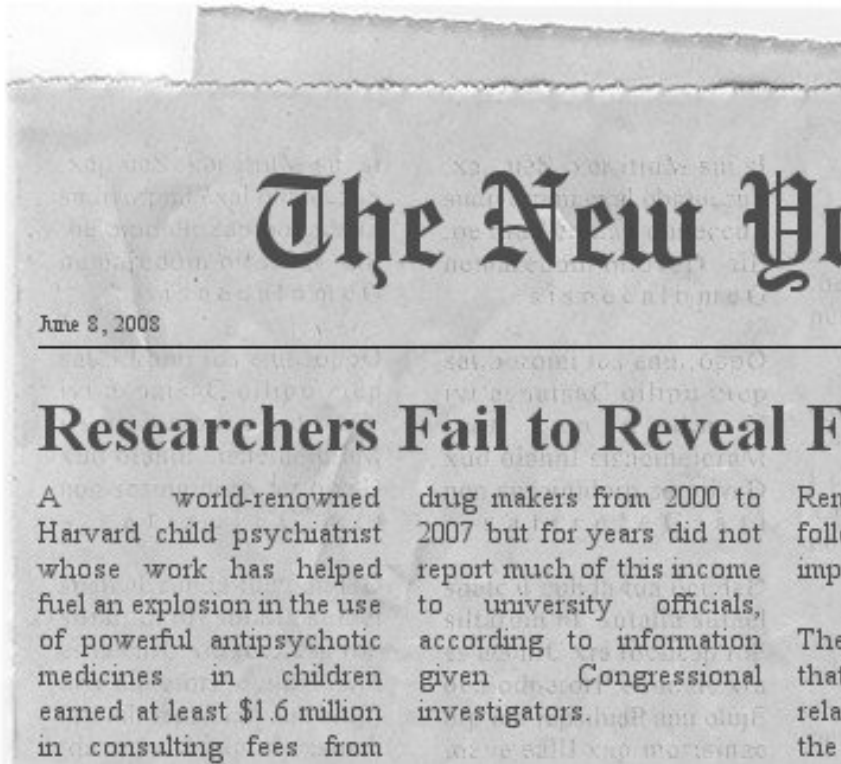 The New
June 8, 2008
Researchers Fail to Reveal F
A world-renowned
Harvard child psychiatrist
whose work has helped
fuel an explosion in the use
of powerful antipsychotic
medicines in children
earned at least $1.6 million
in consulting fees from
drug makers from 2000 to
2007 but for years did not
report much of this income
to university officials,
according to information
given Congressional
investigators.
Ren
foll
imp
The
that
rela
the